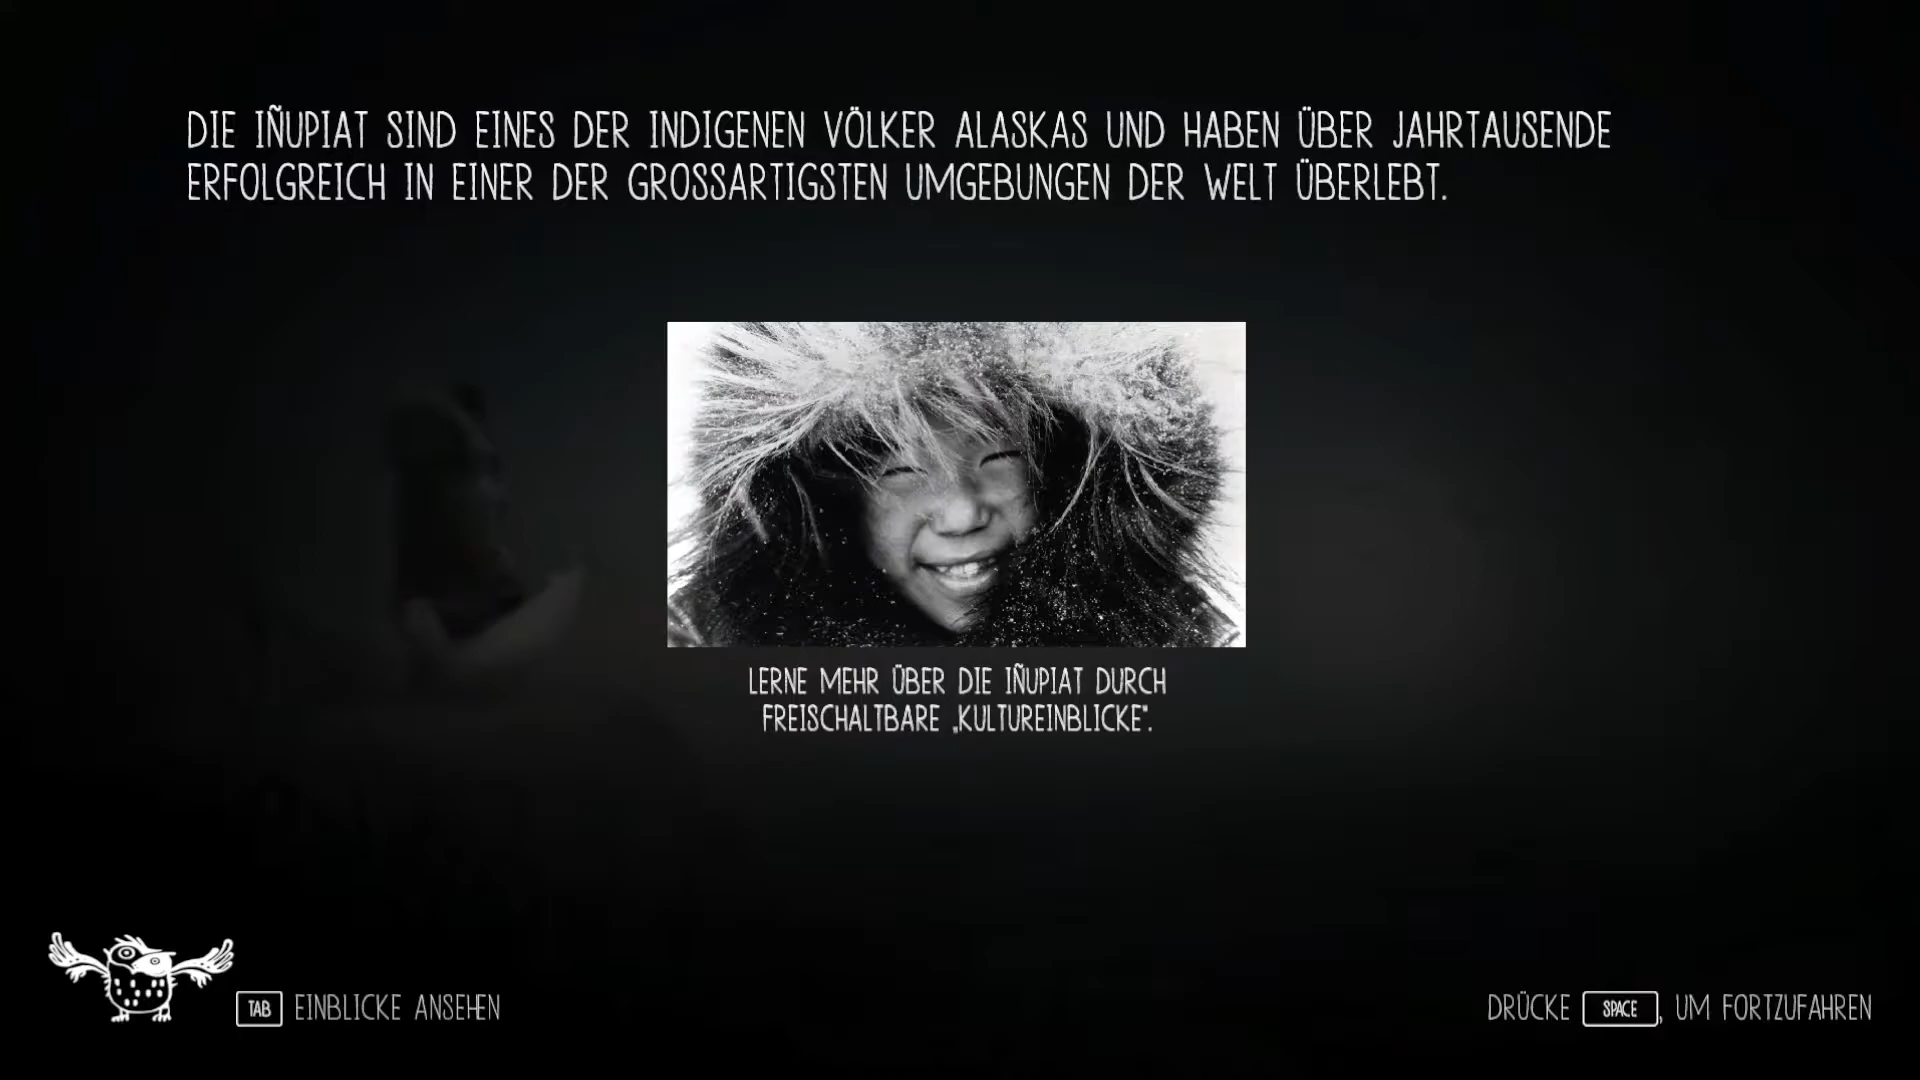 DIE IÑUPIAT SIND EINES DER INDIGENEN VÖLKER ALASKAS UND HABEN ÜBER JAHRTAUSENDE
ERFOLGREICH IN EINER DER GROSSARTIGSTEN UMGEBUNGEN DER WELT ÜBERLEBT.
LERNE MEHR ÜBER DIE IÑUPIAT DURCH
FREISCHALTBARE „KULTUREINBLICKE“.
TAB EINBLICKE ANSEHEN
DRÜCKE SPACE, UM FORTZUFAHREN